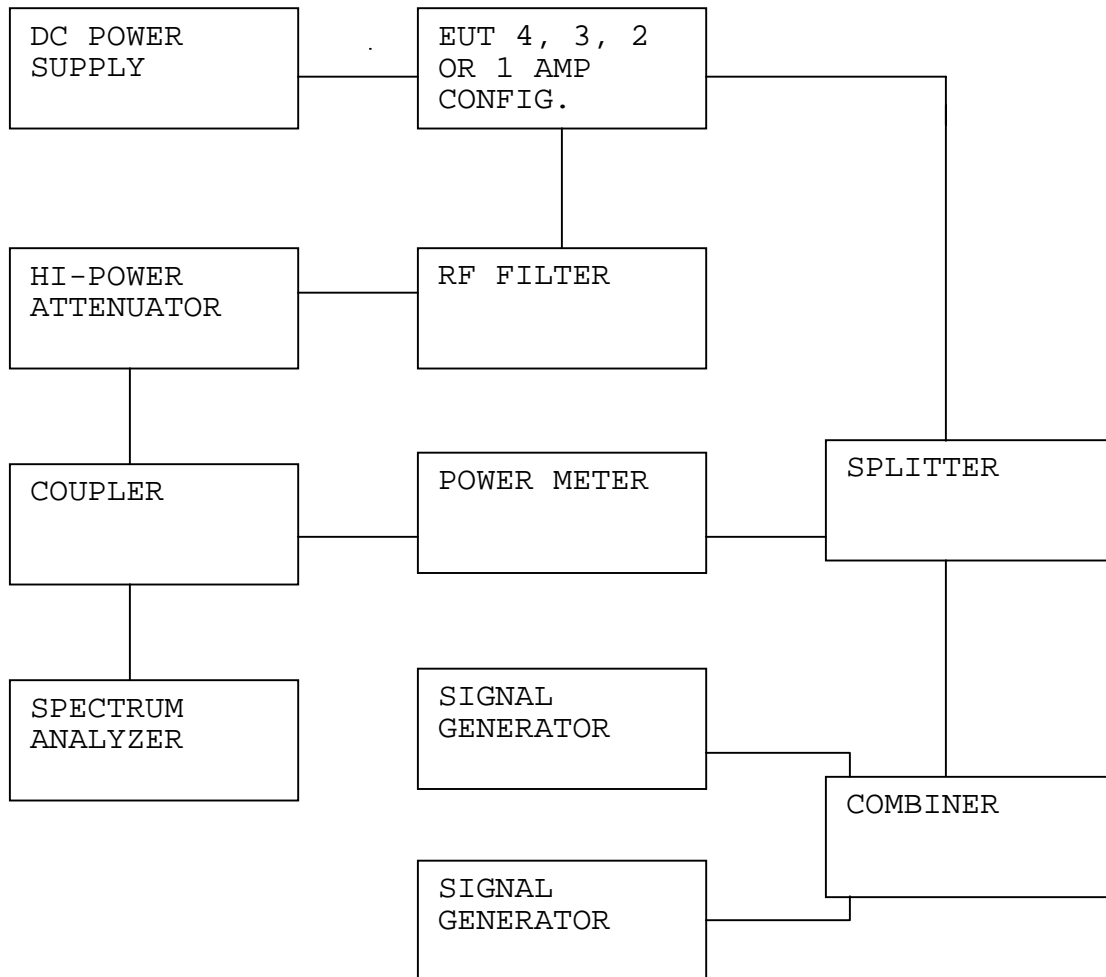 DC POWER
SUPPLY
EUT 4, 3, 2
OR 1 AMP
CONFIG.
HI-POWER
ATTENUATOR
RF FILTER
COUPLER
POWER METER
SPLITTER
SPECTRUM
ANALYZER
SIGNAL
GENERATOR
COMBINER
SIGNAL
GENERATOR